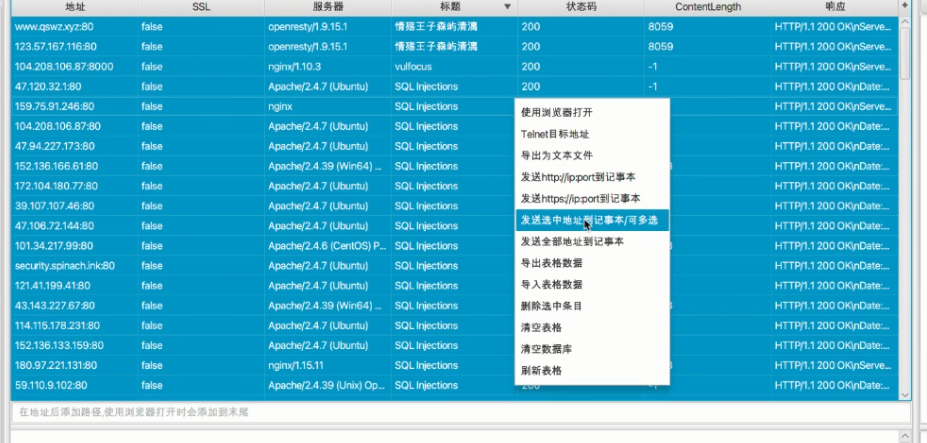 地址 SSL 服务器 标题 状态码 ContentLength 响应
www.qswz.xyz:80 false openresty/1.9.15.1 情殇王子森屿清漓 200 8059 HTTP/1.1 200 OK\nServe...
123.57.167.116:80 false openresty/1.9.15.1 情殇王子森屿清漓 200 8059 HTTP/1.1 200 OK\nServe...
104.208.106.87:8000 false nginx/1.10.3 vulfocus 200 -1 HTTP/1.1 200 OK\nServe...
47.120.32.1:80 false Apache/2.4.7 (Ubuntu) SQL Injections 200 -1 HTTP/1.1 200 OK\nDate:...
159.75.91.246:80 false nginx SQL Injections 使用浏览器打开 HTTP/1.1 200 OK\nServe...
104.208.106.87:80 false Apache/2.4.7 (Ubuntu) SQL Injections Telnet目标地址 HTTP/1.1 200 OK\nDate:...
47.94.227.173:80 false Apache/2.4.7 (Ubuntu) SQL Injections 导出为文本文件 HTTP/1.1 200 OK\nDate:...
152.136.166.61:80 false Apache/2.4.39 (Win64) ... SQL Injections 发送http://ip:port到记事本 HTTP/1.1 200 OK\nDate:...
172.104.180.77:80 false Apache/2.4.7 (Ubuntu) SQL Injections 发送https://ip:port到记事本 HTTP/1.1 200 OK\nDate:...
39.107.107.46:80 false Apache/2.4.7 (Ubuntu) SQL Injections HTTP/1.1 200 OK\nDate:...
47.106.72.144:80 false Apache/2.4.7 (Ubuntu) SQL Injections 发送选中地址到记事本/可多选 HTTP/1.1 200 OK\nDate:...
101.34.217.99:80 false Apache/2.4.6 (CentOS) P... SQL Injections 发送全部地址到记事本 HTTP/1.1 200 OK\nDate:...
security.spinach.ink:80 false Apache/2.4.7 (Ubuntu) SQL Injections 导出表格数据 HTTP/1.1 200 OK\nDate:...
121.41.199.41:80 false Apache/2.4.7 (Ubuntu) SQL Injections 导入表格数据 HTTP/1.1 200 OK\nDate:...
43.143.227.67:80 false Apache/2.4.39 (Win64) ... SQL Injections 删除选中条目 HTTP/1.1 200 OK\nDate:...
114.115.178.231:80 false Apache/2.4.7 (Ubuntu) SQL Injections 清空表格 HTTP/1.1 200 OK\nDate:...
152.136.133.159:80 false Apache/2.4.7 (Ubuntu) SQL Injections 清空数据库 HTTP/1.1 200 OK\nDate:...
180.97.221.131:80 false nginx/1.15.11 SQL Injections 刷新表格 HTTP/1.1 200 OK\nServe...
59.110.9.102:80 false Apache/2.4.39 (Unix) Op... SQL Injections 200 -1 HTTP/1.1 200 OK\nDate:...
在地址后添加路径,使用浏览器打开时会添加到末尾